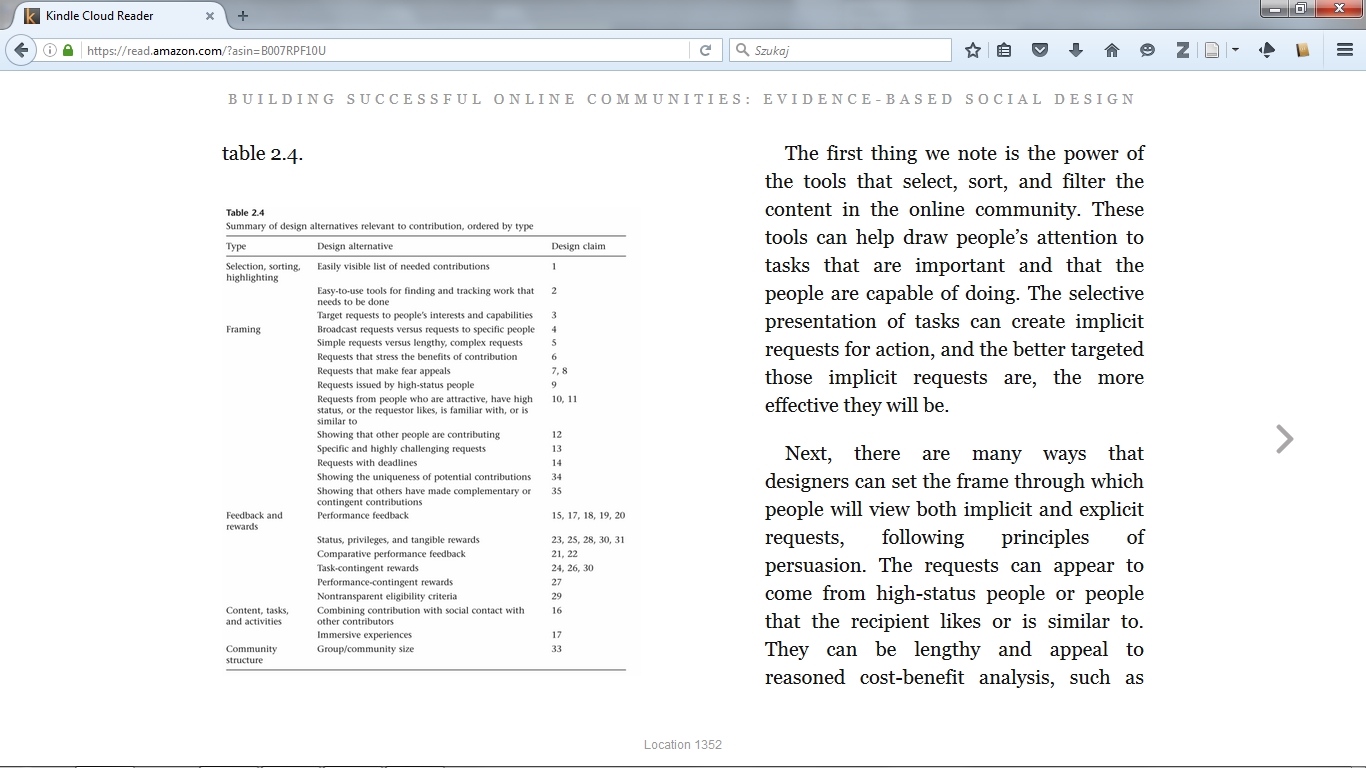 Kindle Cloud Reader
https://read.amazon.com/?asin=B007RPF10U
Szukaj
BUILDING SUCCESSFUL ONLINE COMMUNITIES: EVIDENCE-BASED SOCIAL DESIGN
table 2.4.
Table 2.4
Summary of design alternatives relevant to contribution, ordered by type
Type Design alternative Design claim
Selection, sorting, Easily visible list of needed contributions 1
highlighting
Easy-to-use tools for finding and tracking work that 2
needs to be done
Target requests to people's interests and capabilities 3
Framing Broadcast requests versus requests to specific people 4
Simple requests versus lengthy, complex requests 5
Requests that stress the benefits of contribution 6
Requests that make fear appeals 7, 8
Requests issued by high-status people 9
Requests from people who are attractive, have high 10, 11
status, or the requestor likes, is familiar with, or is
similar to
Showing that other people are contributing 12
Specific and highly challenging requests 13
Requests with deadlines 14
Showing the uniqueness of potential contributions 34
Showing that others have made complementary or 35
contingent contributions
Feedback and Performance feedback 15, 17, 18, 19, 20
rewards
Status, privileges, and tangible rewards 23, 25, 28, 30, 31
Comparative performance feedback 21, 22
Task-contingent rewards 24, 26, 30
Performance-contingent rewards 27
Nontransparent eligibility criteria 29
Content, tasks, Combining contribution with social contact with 16
and activities other contributors
Immersive experiences 17
Community Group/community size 33
structure
The first thing we note is the power of
the tools that select, sort, and filter the
content in the online community. These
tools can help draw people's attention to
tasks that are important and that the
people are capable of doing. The selective
presentation of tasks can create implicit
requests for action, and the better targeted
those implicit requests are, the more
effective they will be.
Next, there are many ways that
designers can set the frame through which
people will view both implicit and explicit
requests, following principles of
persuasion. The requests can appear to
come from high-status people or people
that the recipient likes or is similar to.
They can be lengthy and appeal to
reasoned cost-benefit analysis, such as
Location 1352